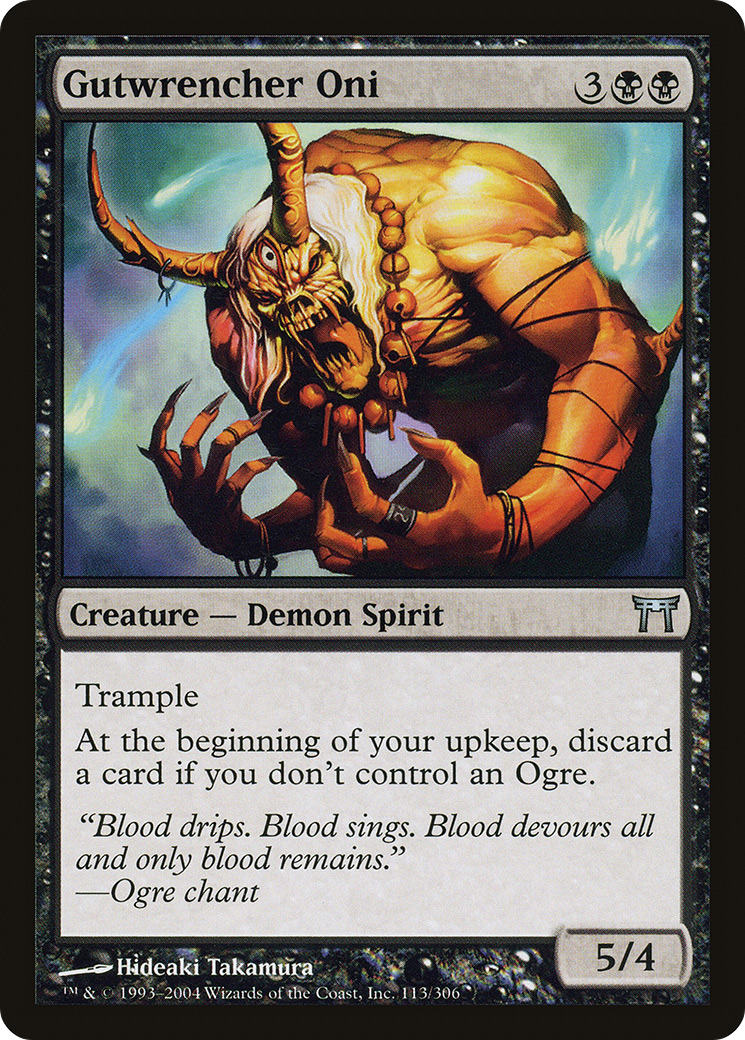 Gutwrencher Oni 3
Creature — Demon Spirit
Trample
At the beginning of your upkeep, discard
a card if you don't control an Ogre.
"Blood drips. Blood sings. Blood devours all
and only blood remains."
—Ogre chant
5/4
Hideaki Takamura
™ & © 1993–2004 Wizards of the Coast, Inc. 113/306